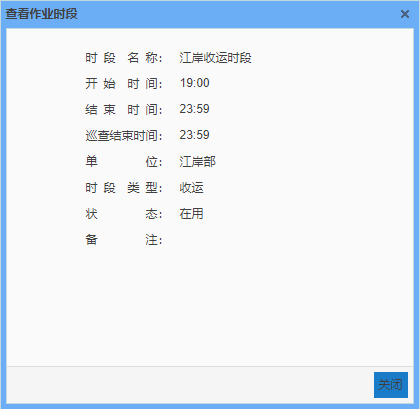 查看作业时段
时段名称： 江岸收运时段
开始时间： 19:00
结束时间： 23:59
巡查结束时间： 23:59
单位： 江岸部
时段类型： 收运
状态： 在用
备注：
关闭